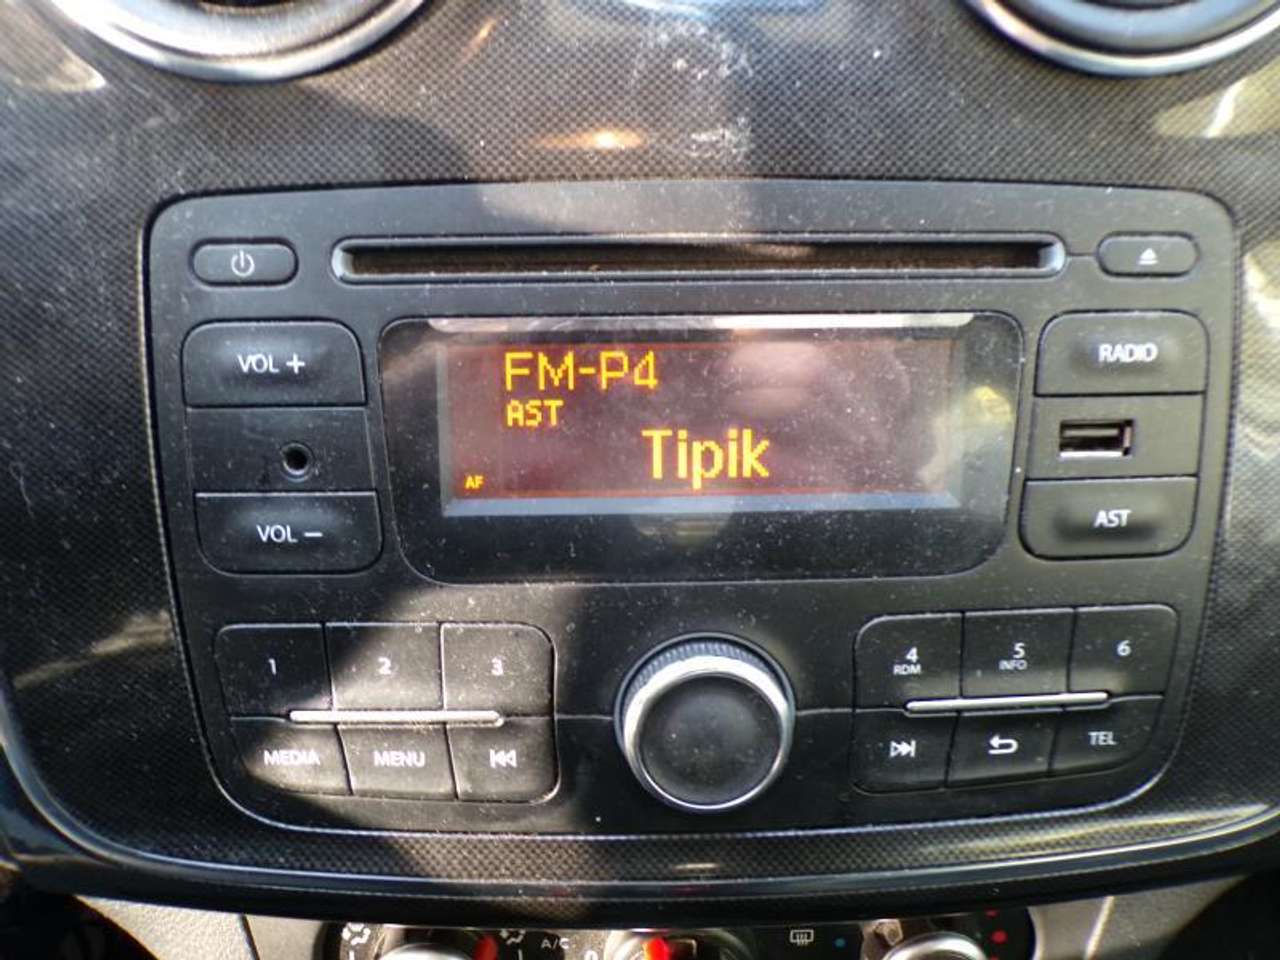 FM-P4
AST
Tipik
AF
VOL +
VOL –
RADIO
AST
1
2
3
MEDIA
MENU
4
RDM
5
INFO
6
TEL
A/C
0